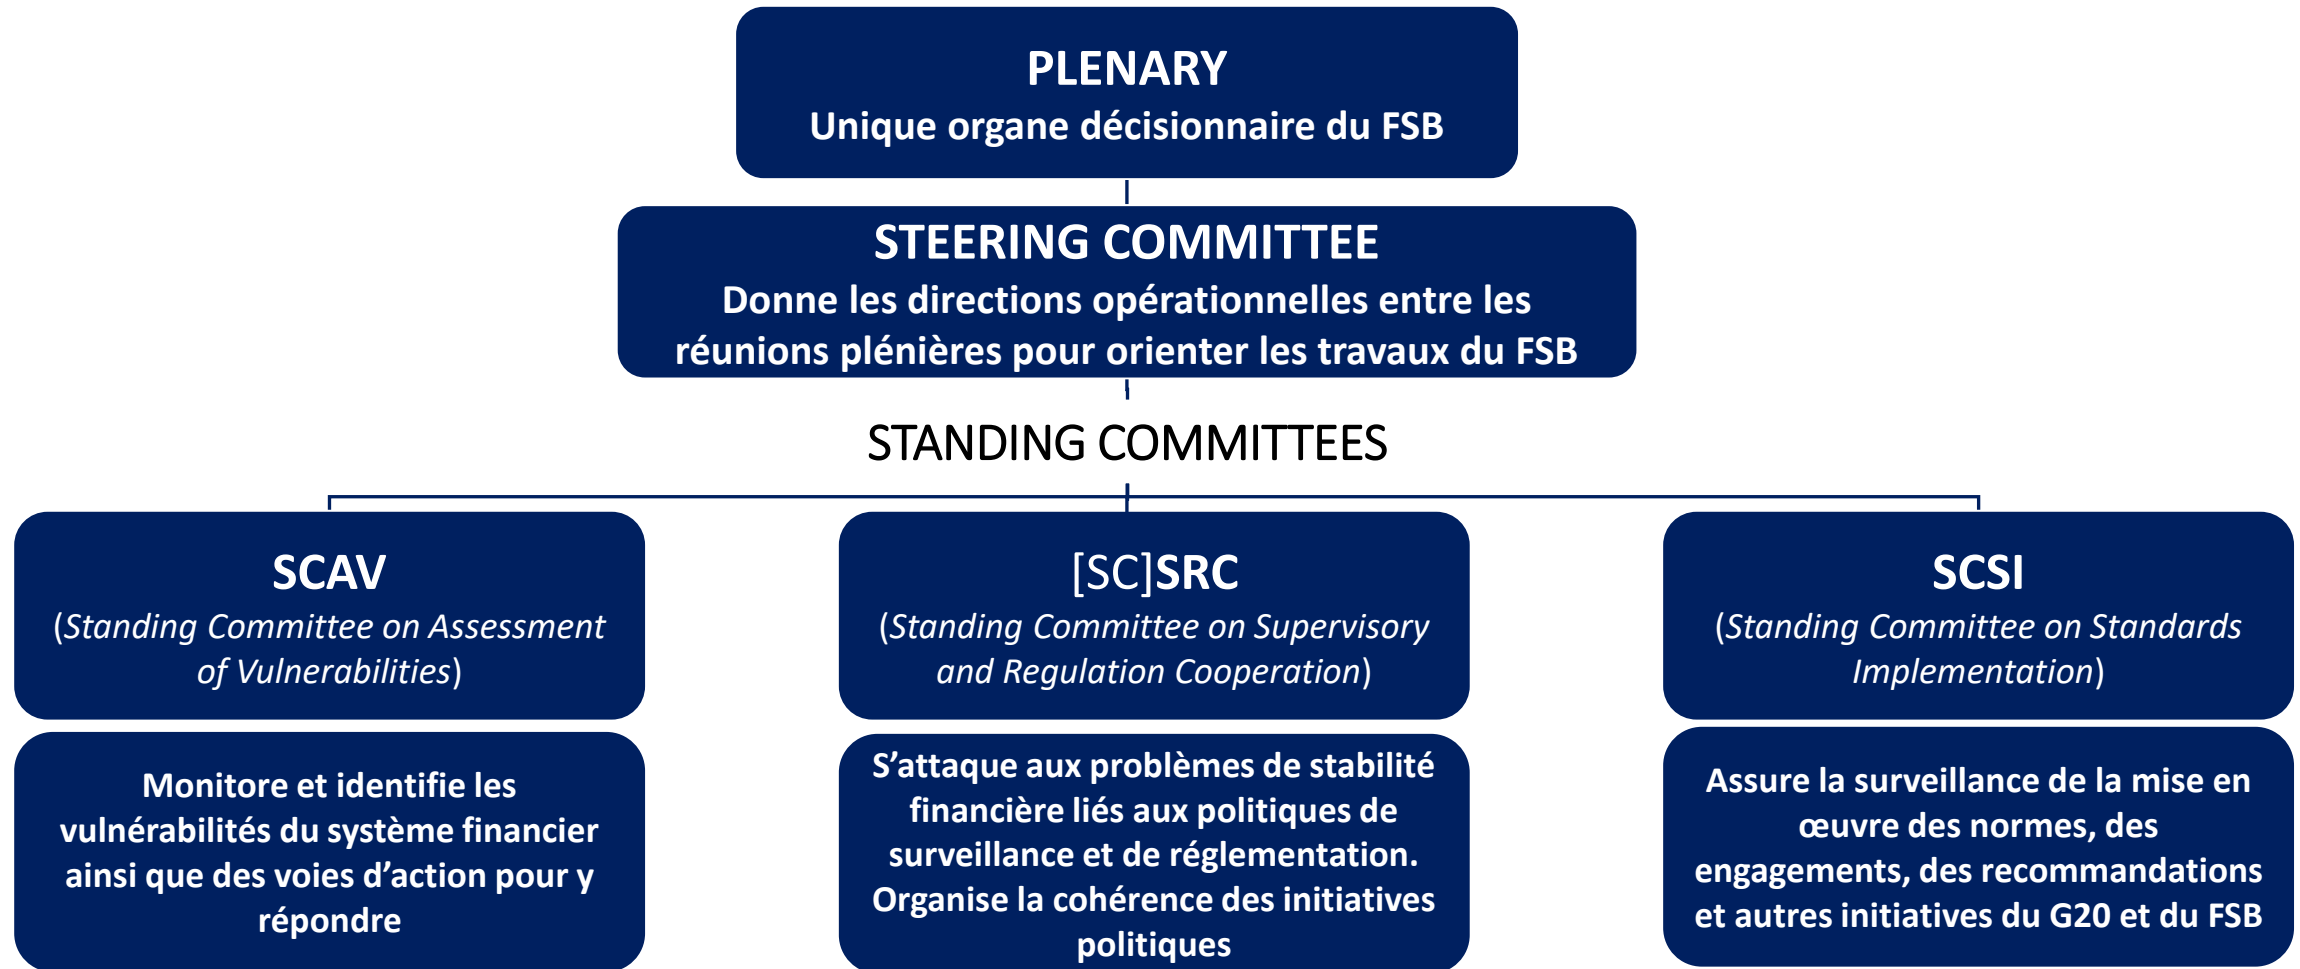 PLENARY
Unique organe décisionnaire du FSB
STEERING COMMITTEE
Donne les directions opérationnelles entre les
réunions plénières pour orienter les travaux du FSB
STANDING COMMITTEES
SCAV
(Standing Committee on Assessment
of Vulnerabilities)
Monitore et identifie les
vulnérabilités du système financier
ainsi que des voies d’action pour y
répondre
[SC]SRC
(Standing Committee on Supervisory
and Regulation Cooperation)
S’attaque aux problèmes de stabilité
financière liés aux politiques de
surveillance et de réglementation.
Organise la cohérence des initiatives
politiques
SCSI
(Standing Committee on Standards
Implementation)
Assure la surveillance de la mise en
œuvre des normes, des
engagements, des recommandations
et autres initiatives du G20 et du FSB